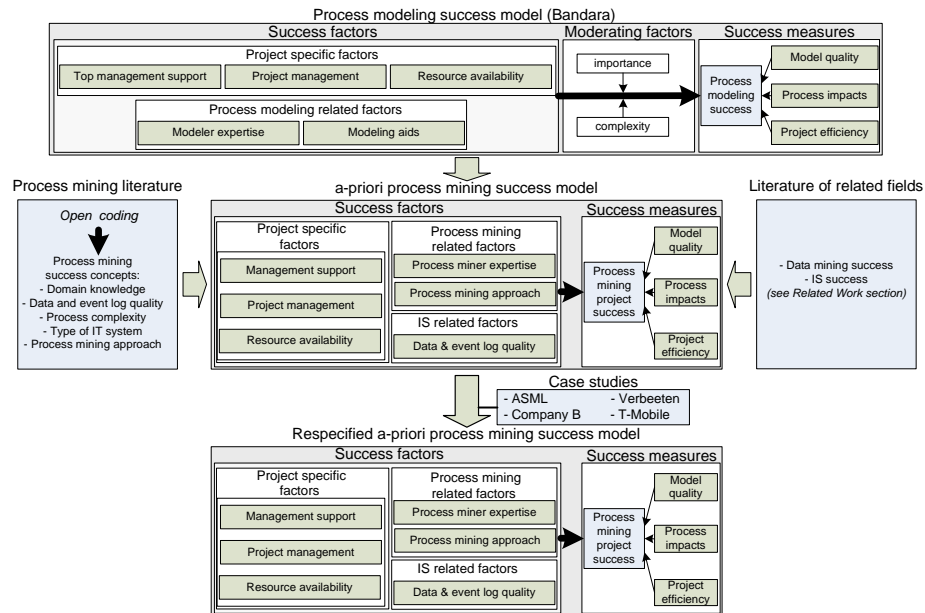 Process modeling success model (Bandara)
Success factors
Moderating factors
Success measures
Project specific factors
Top management support
Project management
Resource availability
Process modeling related factors
Modeler expertise
Modeling aids
importance
complexity
Process
modeling
success
Model quality
Process impacts
Project efficiency
Process mining literature
Open coding
Process mining
success concepts:
- Domain knowledge
- Data and event log quality
- Process complexity
- Type of IT system
- Process mining approach
a-priori process mining success model
Success factors
Success measures
Project specific
factors
Management support
Project management
Resource availability
Process mining
related factors
Process miner expertise
Process mining approach
IS related factors
Data & event log quality
Process
mining
project
success
Model
quality
Process
impacts
Project
efficiency
Literature of related fields
- Data mining success
- IS success
(see Related Work section)
Case studies
- ASML
- Verbeeten
- Company B
- T-Mobile
Respecified a-priori process mining success model
Success factors
Success measures
Project specific
factors
Management support
Project management
Resource availability
Process mining
related factors
Process miner expertise
Process mining approach
IS related factors
Data & event log quality
Process
mining
project
success
Model
quality
Process
impacts
Project
efficiency